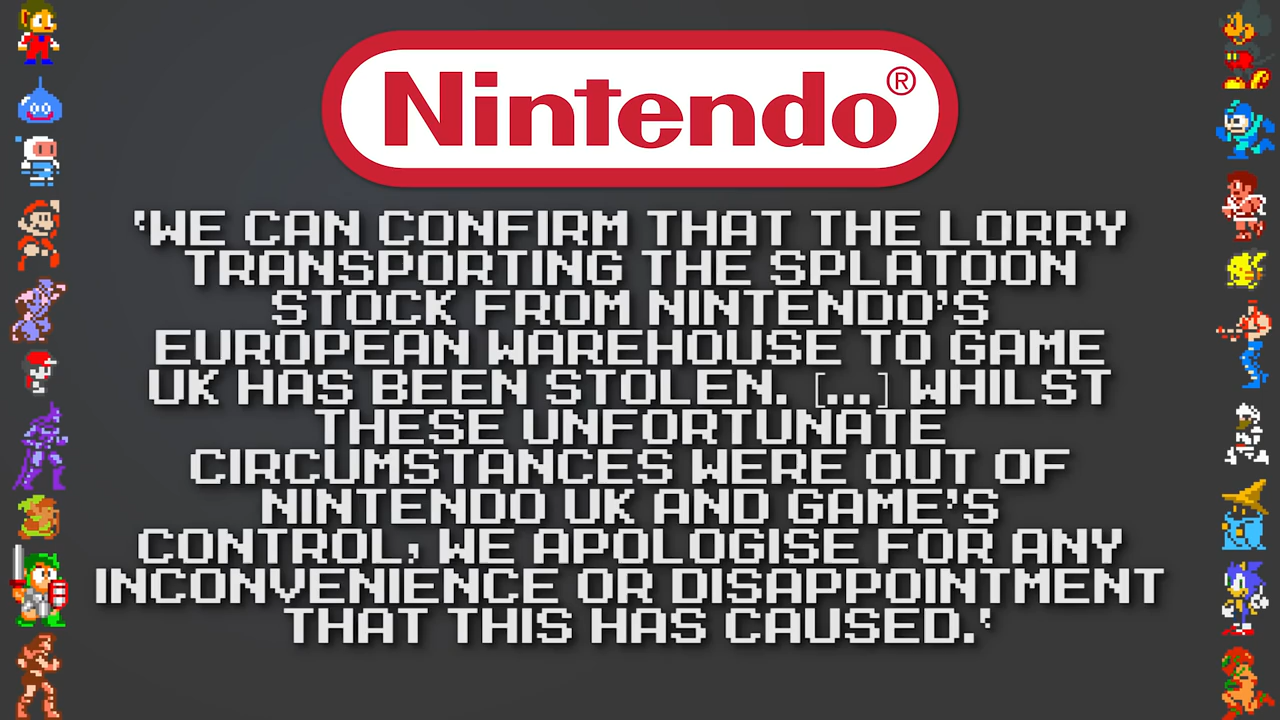 Nintendo®
'WE CAN CONFIRM THAT THE LORRY
TRANSPORTING THE SPLATOON
STOCK FROM NINTENDO'S
EUROPEAN WAREHOUSE TO GAME
UK HAS BEEN STOLEN. [...] WHILST
THESE UNFORTUNATE
CIRCUMSTANCES WERE OUT OF
NINTENDO UK AND GAME'S
CONTROL, WE APOLOGISE FOR ANY
INCONVENIENCE OR DISAPPOINTMENT
THAT THIS HAS CAUSED.'